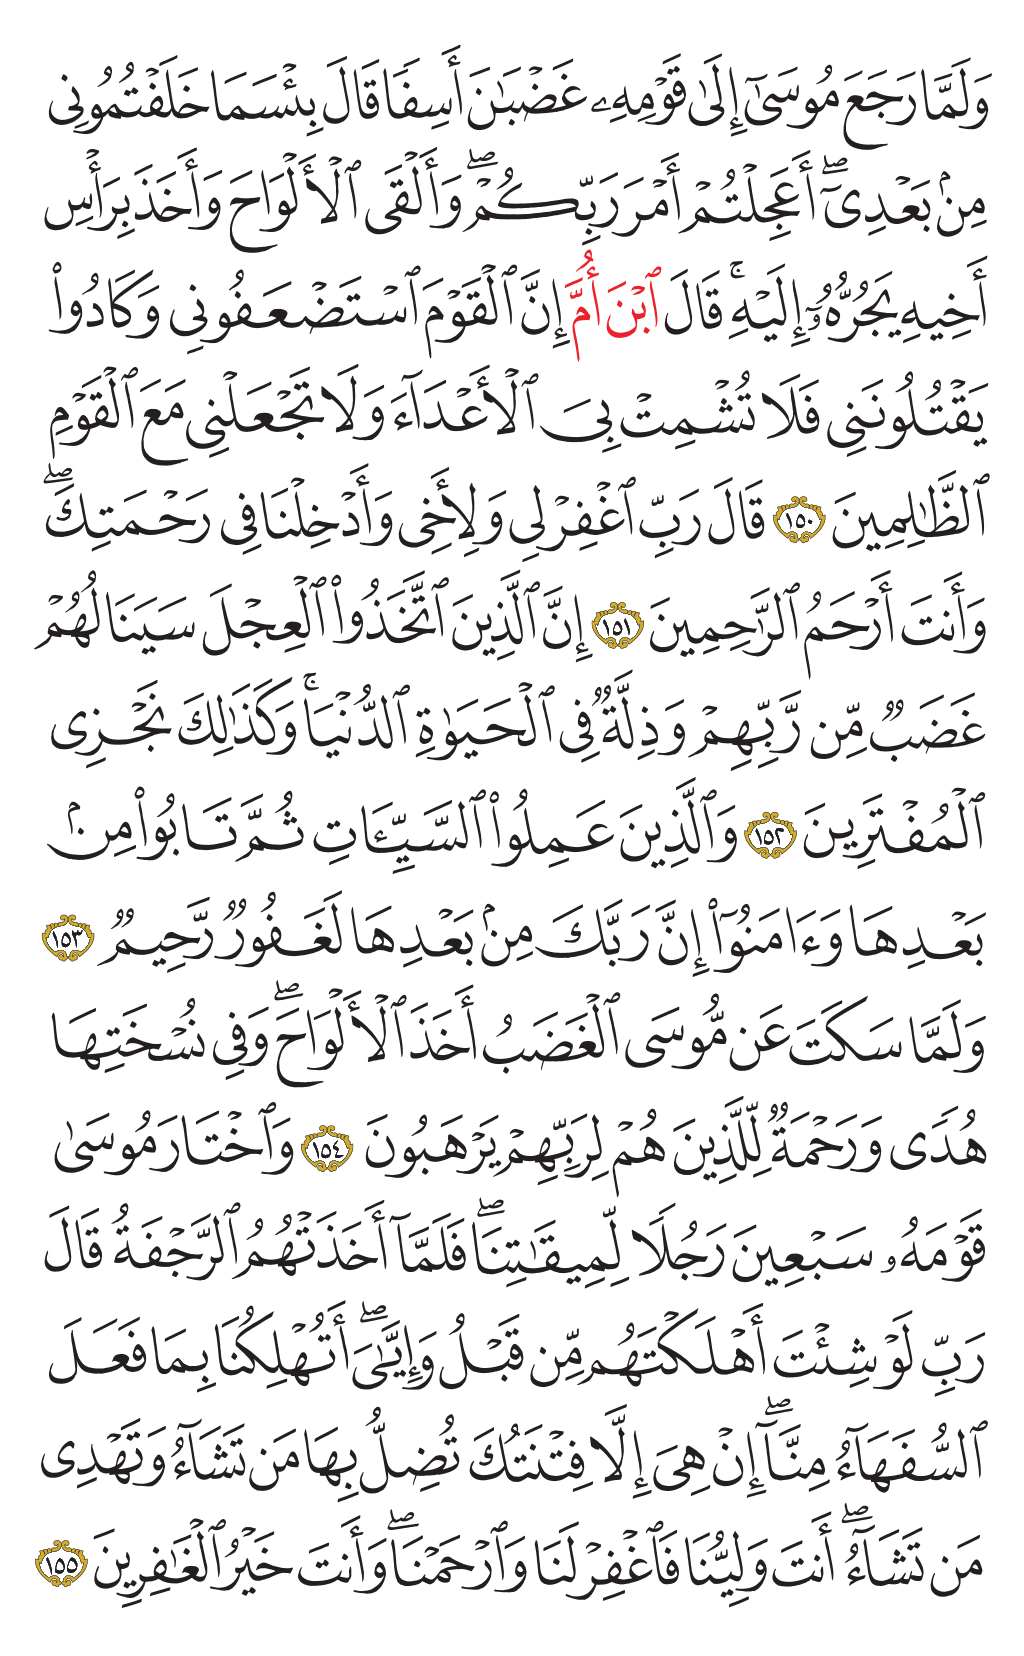 وَلَمَّا رَجَعَ مُوسَىٰٓ إِلَىٰ قَوْمِهِۦ غَضْبَٰنَ أَسِفًا قَالَ بِئْسَمَا خَلَفْتُمُونِى
مِنۢ بَعْدِىٓ ۖ أَعَجِلْتُمْ أَمْرَ رَبِّكُمْ ۖ وَأَلْقَى ٱلْأَلْوَاحَ وَأَخَذَ بِرَأْسِ
أَخِيهِ يَجُرُّهُۥٓ إِلَيْهِ ۚ قَالَ ٱبْنَ أُمَّ إِنَّ ٱلْقَوْمَ ٱسْتَضْعَفُونِى وَكَادُوا۟
يَقْتُلُونَنِى فَلَا تُشْمِتْ بِىَ ٱلْأَعْدَآءَ وَلَا تَجْعَلْنِى مَعَ ٱلْقَوْمِ
ٱلظَّٰلِمِينَ ١٥٠ قَالَ رَبِّ ٱغْفِرْ لِى وَلِأَخِى وَأَدْخِلْنَا فِى رَحْمَتِكَ ۖ
وَأَنتَ أَرْحَمُ ٱلرَّٰحِمِينَ ١٥١ إِنَّ ٱلَّذِينَ ٱتَّخَذُوا۟ ٱلْعِجْلَ سَيَنَالُهُمْ
غَضَبٌ مِّن رَّبِّهِمْ وَذِلَّةٌ فِى ٱلْحَيَوٰةِ ٱلدُّنْيَا ۚ وَكَذَٰلِكَ نَجْزِى
ٱلْمُفْتَرِينَ ١٥٢ وَٱلَّذِينَ عَمِلُوا۟ ٱلسَّيِّـَٔاتِ ثُمَّ تَابُوا۟ مِنۢ
بَعْدِهَا وَءَامَنُوٓا۟ إِنَّ رَبَّكَ مِنۢ بَعْدِهَا لَغَفُورٌ رَّحِيمٌ ١٥٣
وَلَمَّا سَكَتَ عَن مُّوسَى ٱلْغَضَبُ أَخَذَ ٱلْأَلْوَاحَ ۖ وَفِى نُسْخَتِهَا
هُدًى وَرَحْمَةٌ لِّلَّذِينَ هُمْ لِرَبِّهِمْ يَرْهَبُونَ ١٥٤ وَٱخْتَارَ مُوسَىٰ
قَوْمَهُۥ سَبْعِينَ رَجُلًا لِّمِيقَٰتِنَا ۖ فَلَمَّآ أَخَذَتْهُمُ ٱلرَّجْفَةُ قَالَ
رَبِّ لَوْ شِئْتَ أَهْلَكْتَهُم مِّن قَبْلُ وَإِيَّٰىَ ۖ أَتُهْلِكُنَا بِمَا فَعَلَ
ٱلسُّفَهَآءُ مِنَّآ ۖ إِنْ هِىَ إِلَّا فِتْنَتُكَ تُضِلُّ بِهَا مَن تَشَآءُ وَتَهْدِى
مَن تَشَآءُ ۖ أَنتَ وَلِيُّنَا فَٱغْفِرْ لَنَا وَٱرْحَمْنَا ۖ وَأَنتَ خَيْرُ ٱلْغَٰفِرِينَ ١٥٥